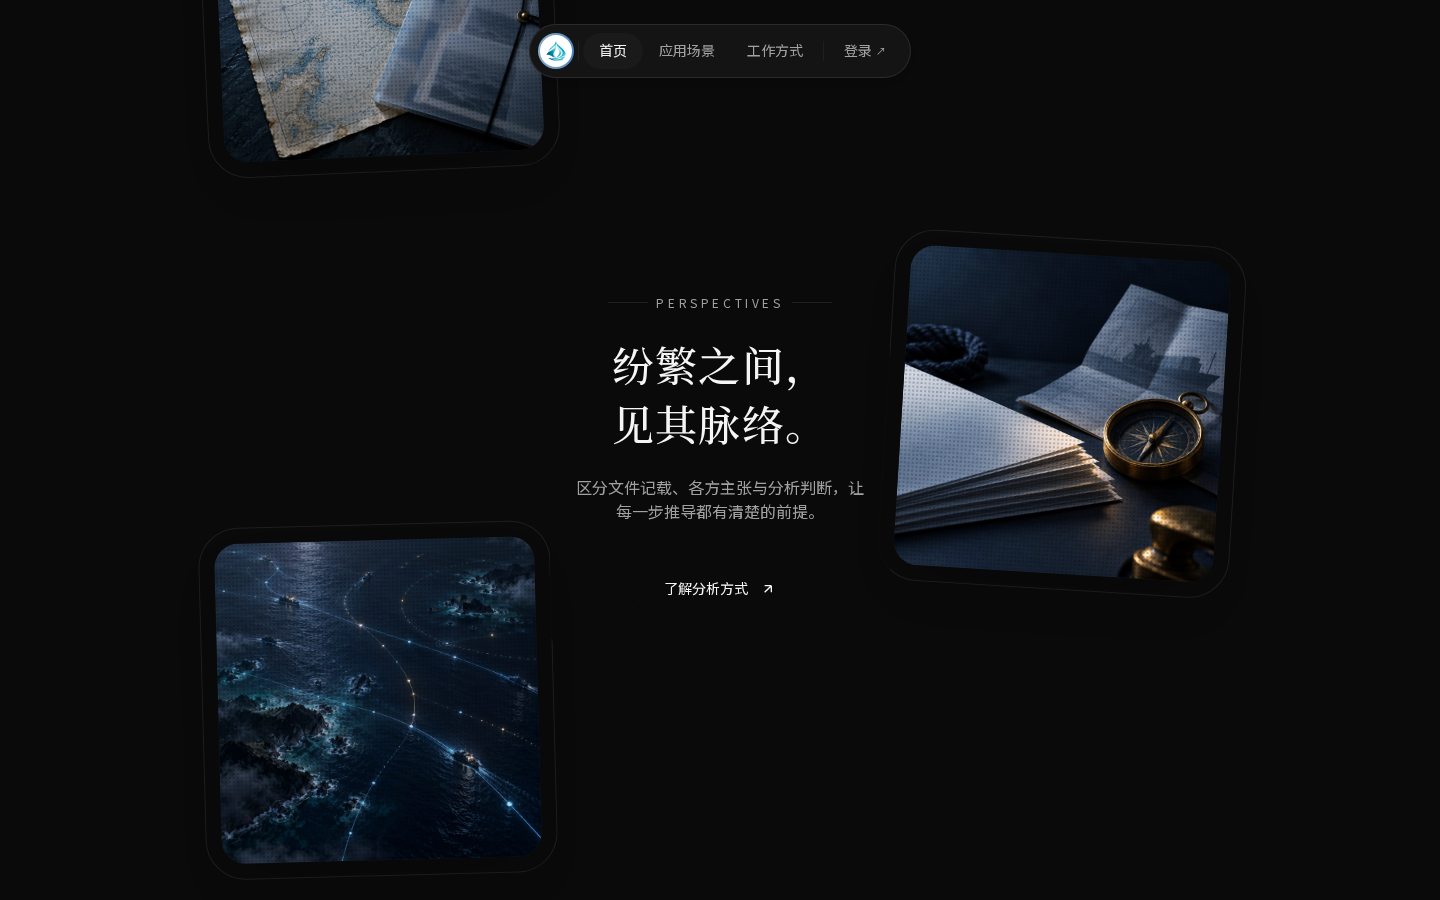 首页
应用场景
工作方式
登录 ↗
PERSPECTIVES
纷繁之间，
见其脉络。
区分文件记载、各方主张与分析判断，让
每一步推导都有清楚的前提。
了解分析方式 ↗